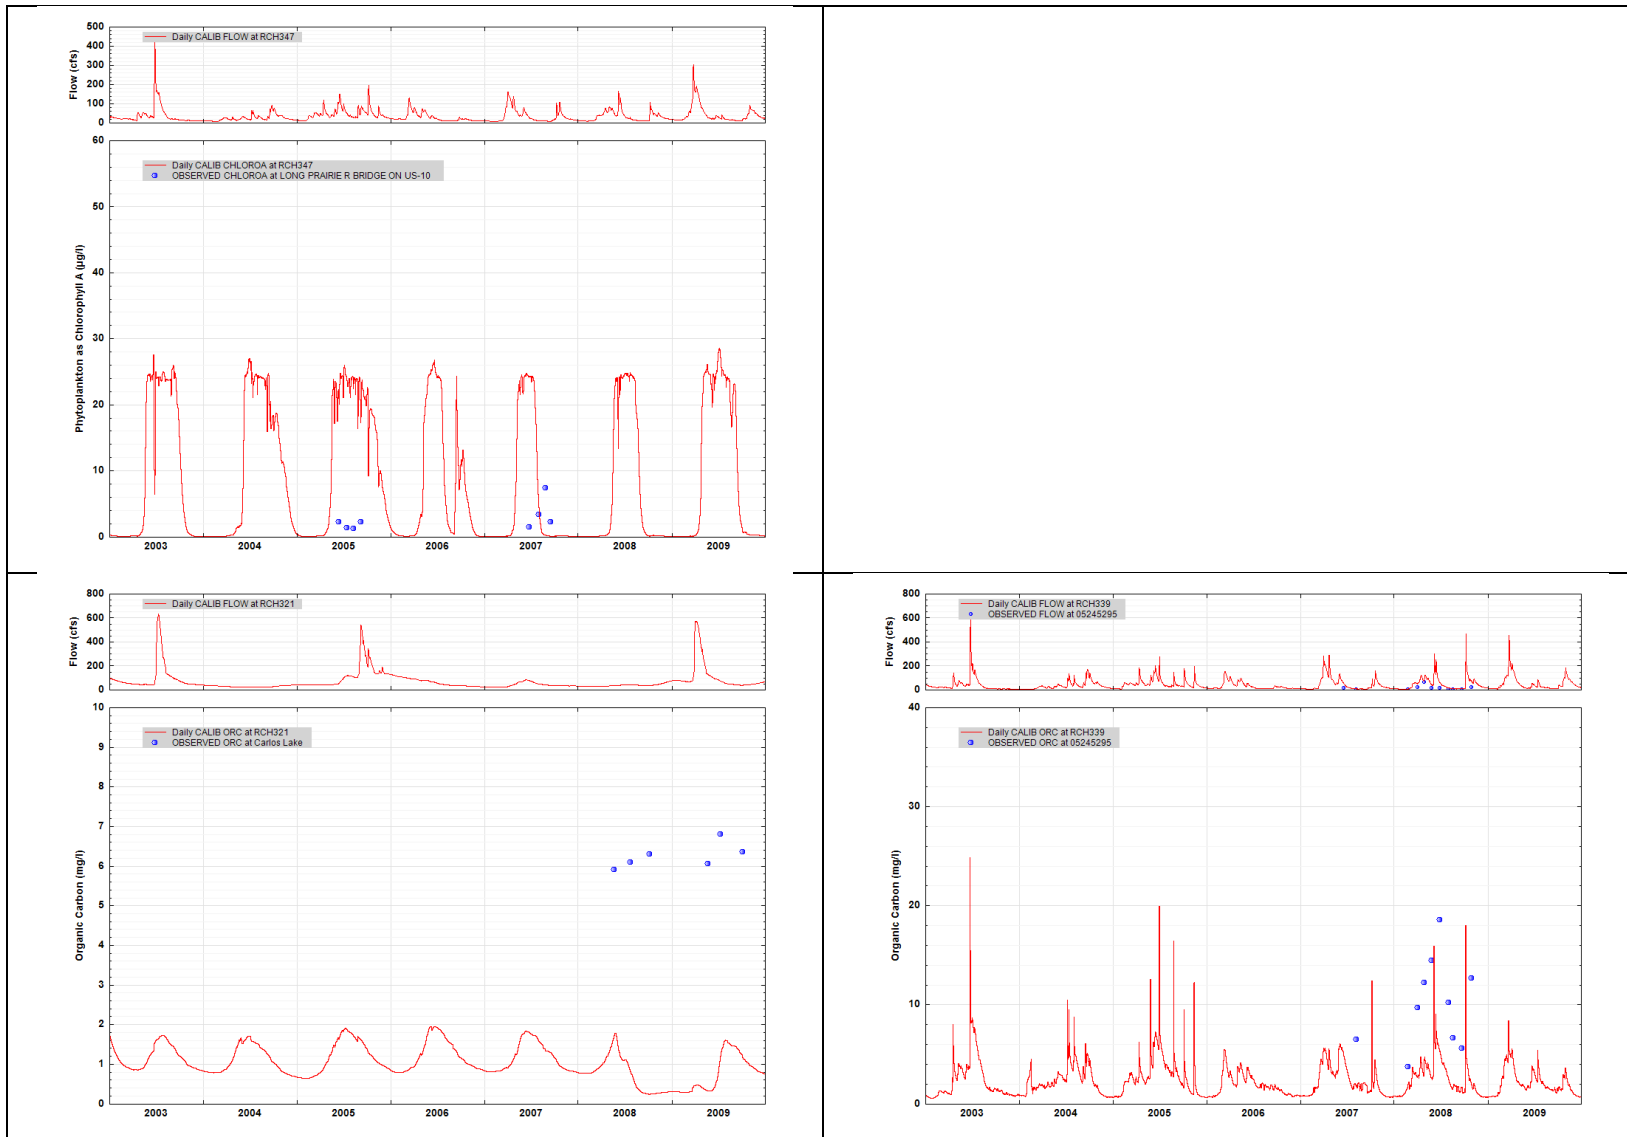 Flow (cfs)
500
400
300
200
100
0
Daily CALIB FLOW at RCH347
Phytoplankton as Chlorophyll A (µg/l)
60
50
40
30
20
10
0
Daily CALIB CHLOROA at RCH347
OBSERVED CHLOROA at LONG PRAIRIE R BRIDGE ON US-10
2003 2004 2005 2006 2007 2008 2009
Flow (cfs)
800
600
400
200
0
Daily CALIB FLOW at RCH321
Organic Carbon (mg/l)
10
9
8
7
6
5
4
3
2
1
0
Daily CALIB ORC at RCH321
OBSERVED ORC at Carlos Lake
2003 2004 2005 2006 2007 2008 2009
Flow (cfs)
800
600
400
200
0
Daily CALIB FLOW at RCH339
OBSERVED FLOW at 05245295
Organic Carbon (mg/l)
40
30
20
10
0
Daily CALIB ORC at RCH339
OBSERVED ORC at 05245295
2003 2004 2005 2006 2007 2008 2009